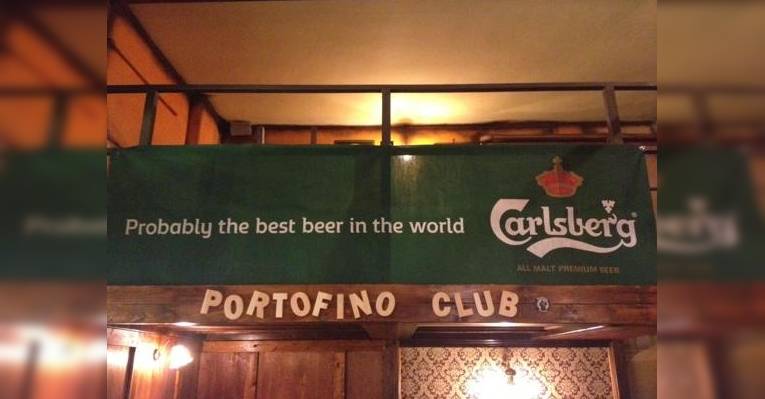 Probably the best beer in the world
Carlsberg
ALL MALT PREMIUM BEER
PORTOFINO CLUB